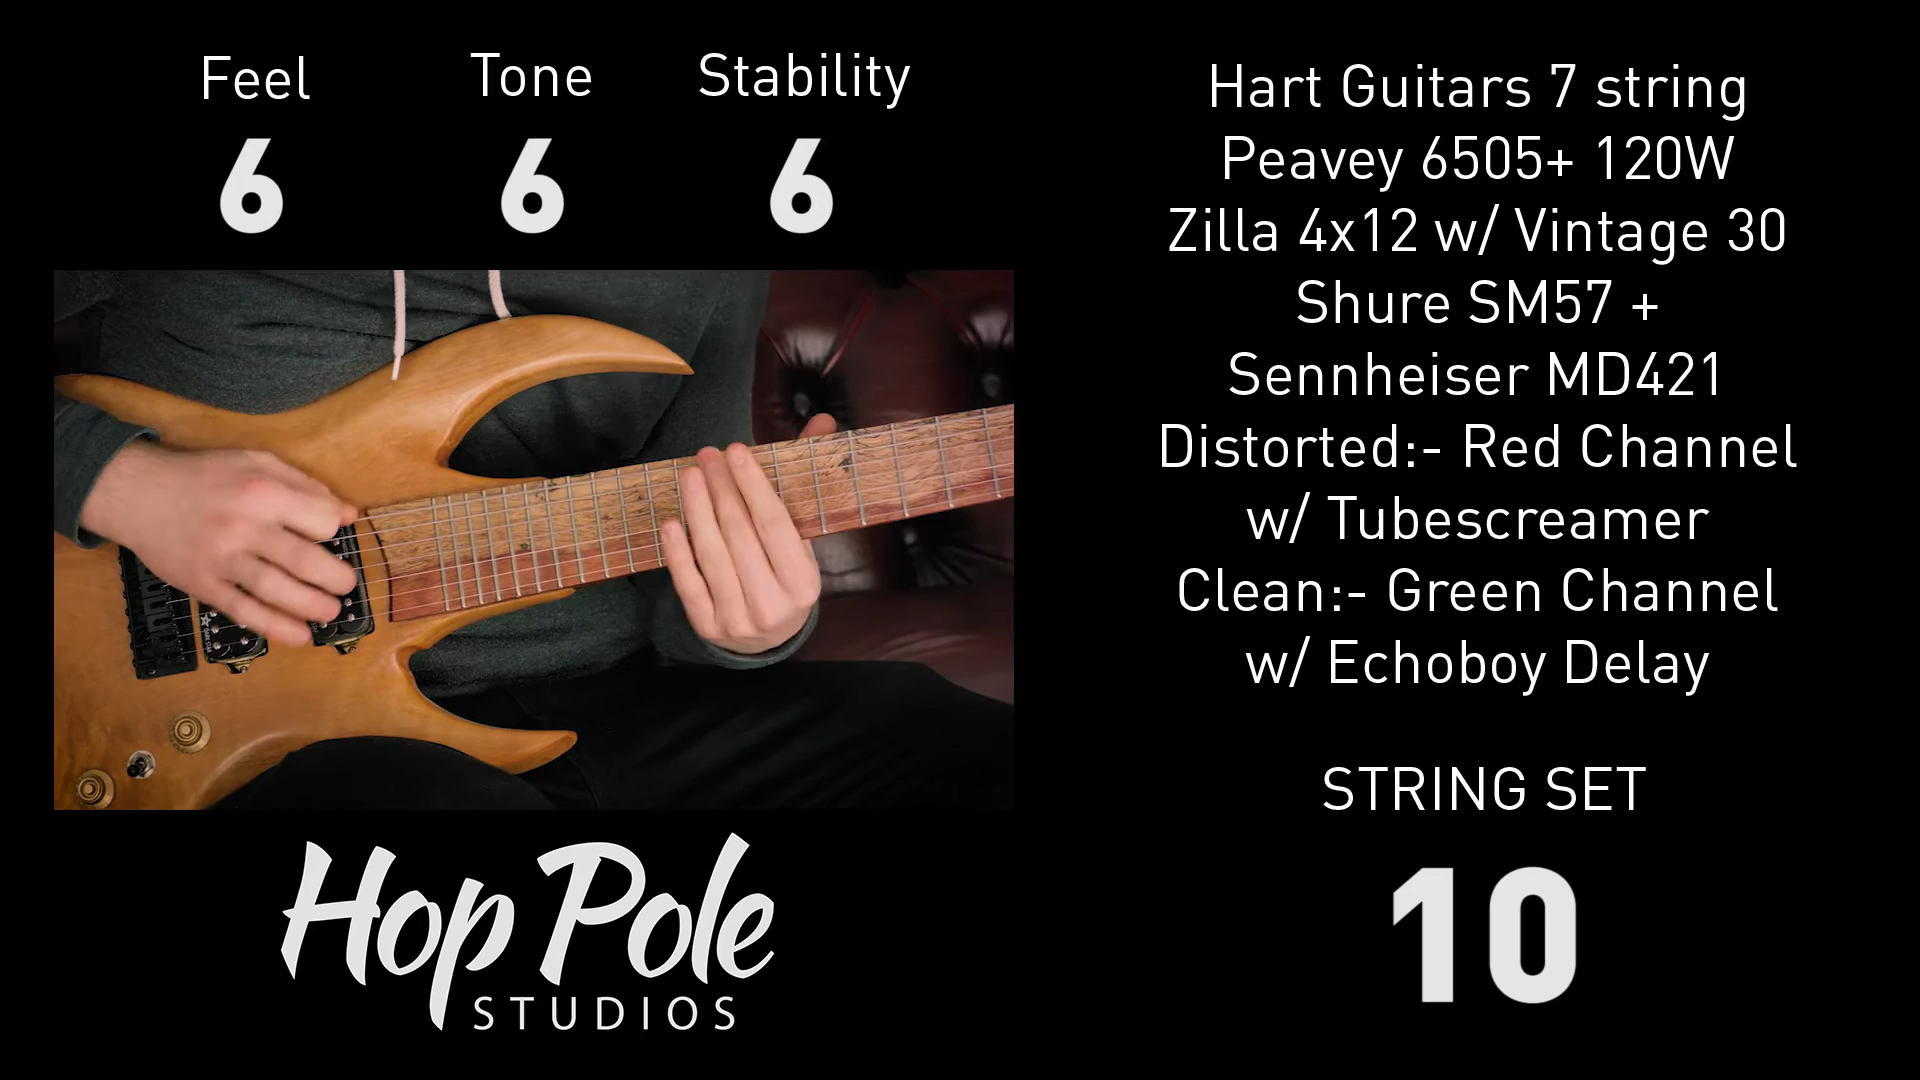 Feel Tone Stability
6 6 6
Hart Guitars 7 string
Peavey 6505+ 120W
Zilla 4x12 w/ Vintage 30
Shure SM57 +
Sennheiser MD421
Distorted:- Red Channel
w/ Tubescreamer
Clean:- Green Channel
w/ Echoboy Delay
STRING SET
10
Hop Pole
STUDIOS